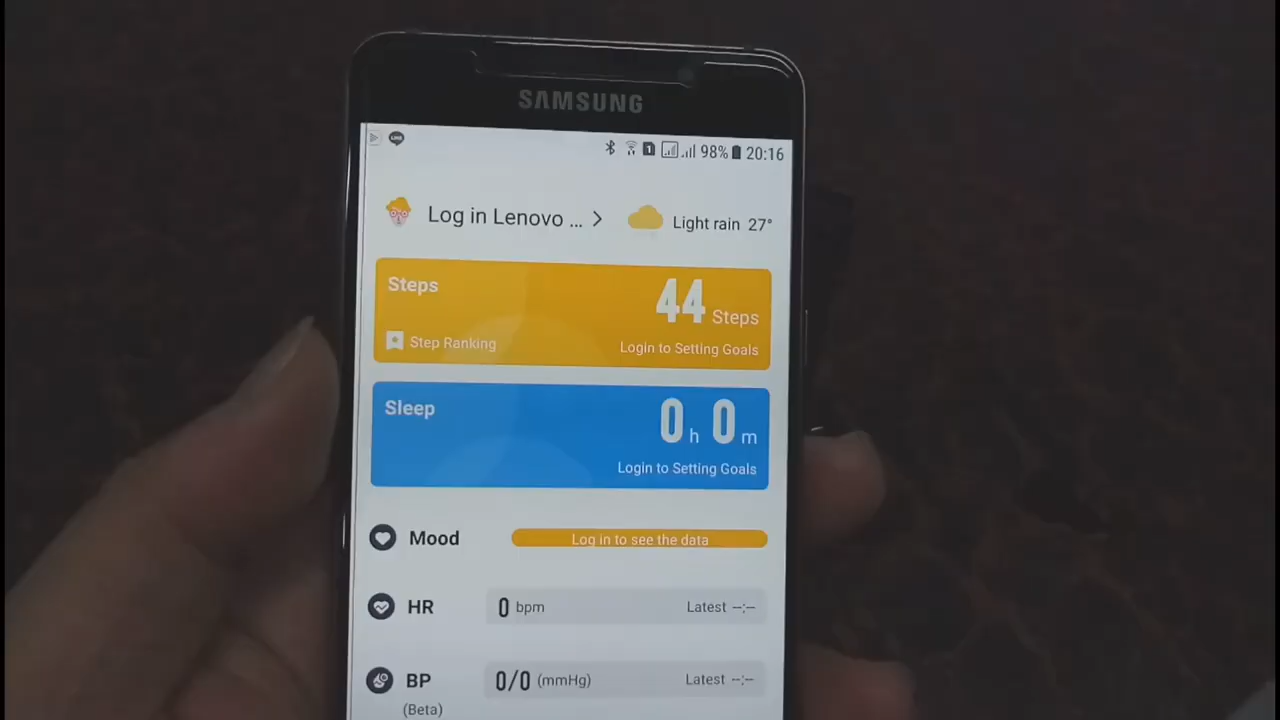 SAMSUNG
LINE
1 98% 20:16
Log in Lenovo ... > Light rain 27°
Steps
44 Steps
Step Ranking
Login to Setting Goals
Sleep
0 h 0 m
Login to Setting Goals
Mood
Log in to see the data
HR
0 bpm
Latest --:--
BP
0/0 (mmHg)
Latest --:--
(Beta)